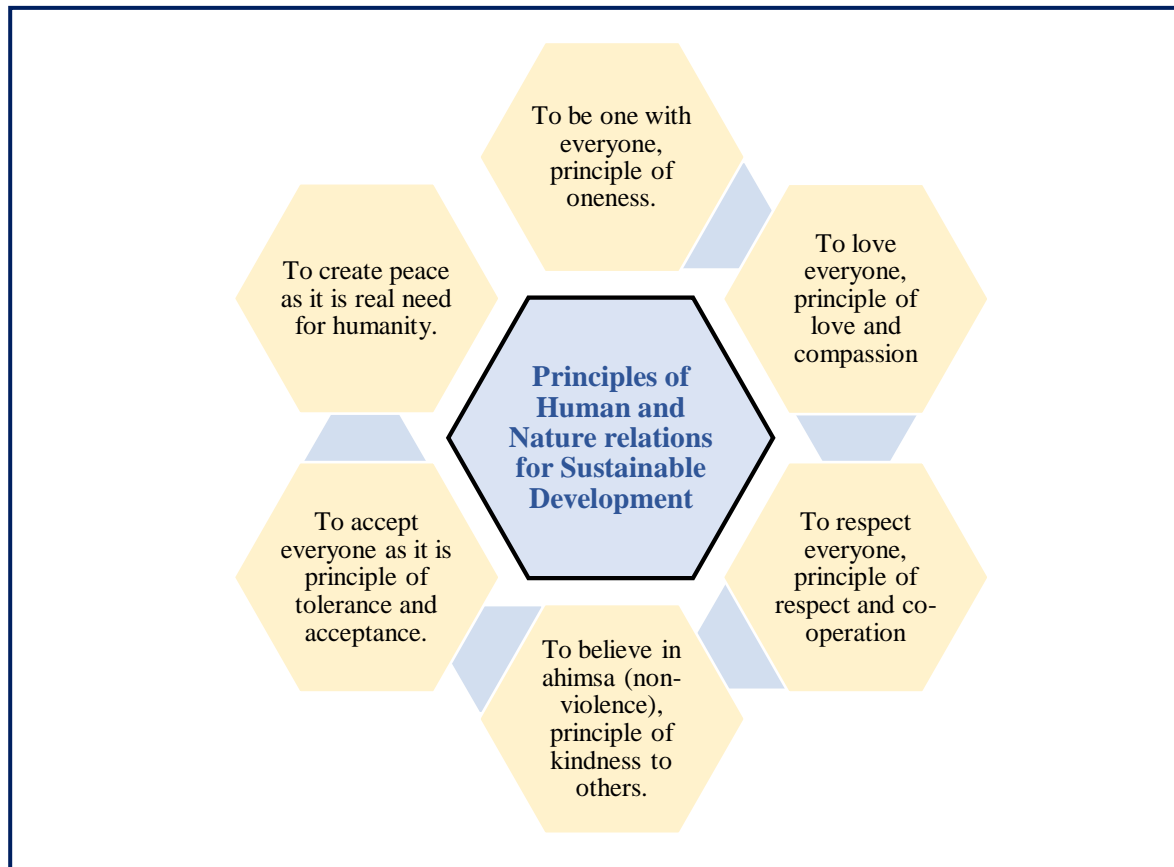 To be one with
everyone,
principle of
oneness.
To love
everyone,
principle of
love and
compassion
To respect
everyone,
principle of
respect and co-
operation
To believe in
ahimsa (non-
violence),
principle of
kindness to
others.
To accept
everyone as it is
principle of
tolerance and
acceptance.
To create peace
as it is real need
for humanity.
Principles of
Human and
Nature relations
for Sustainable
Development